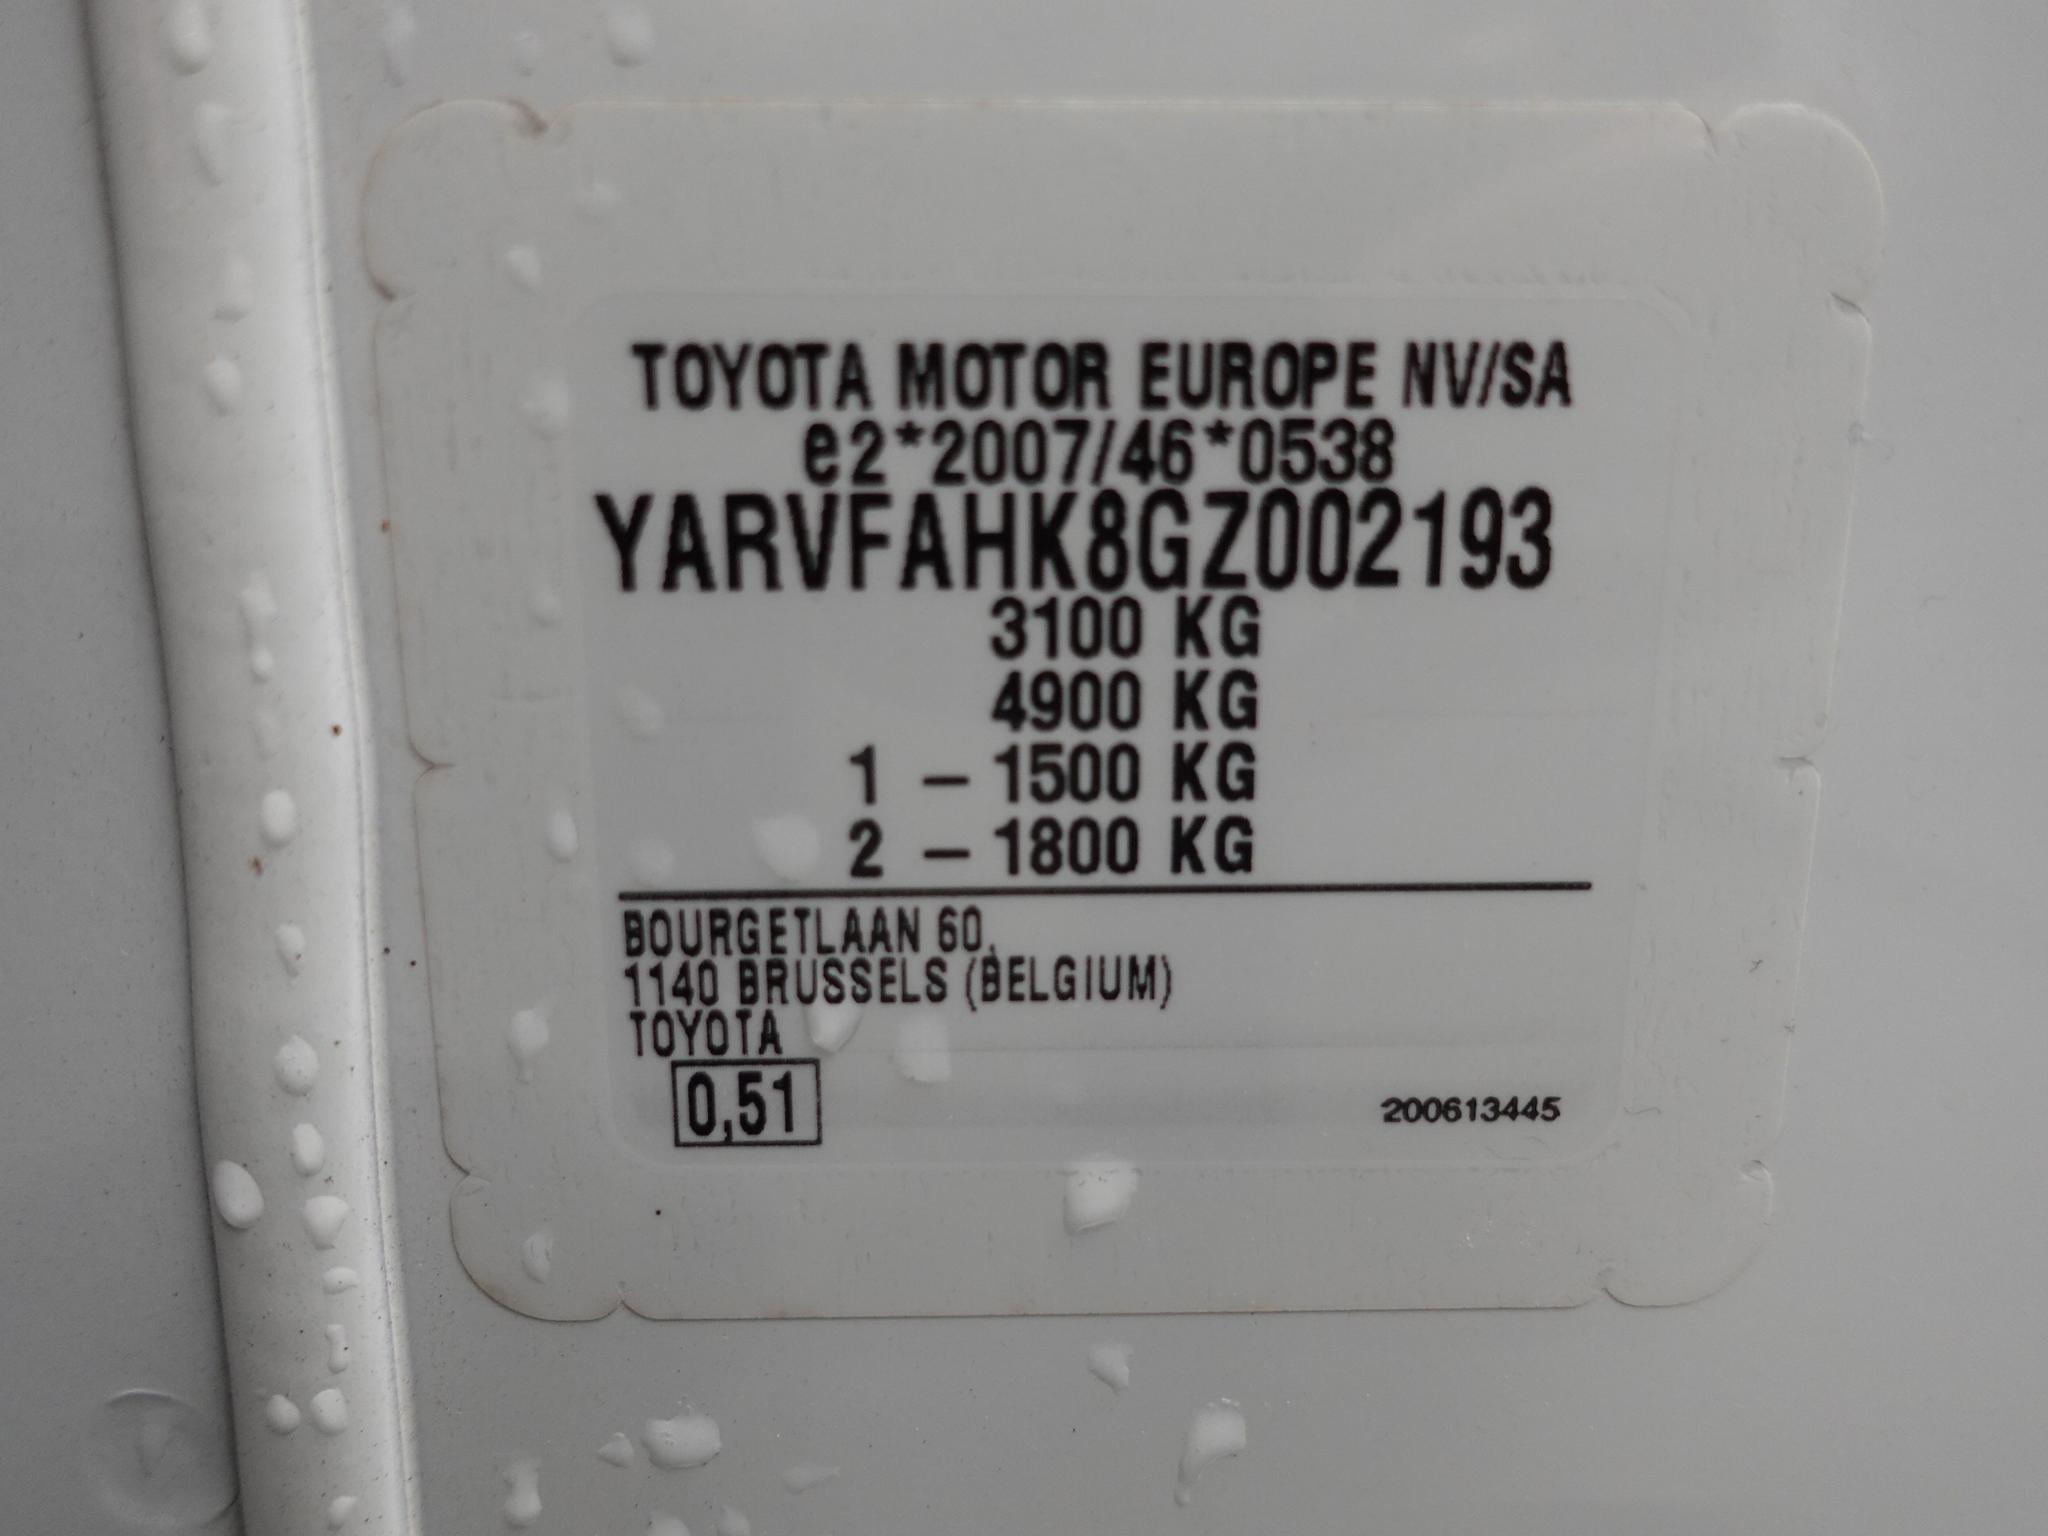 TOYOTA MOTOR EUROPE NV/SA
e2*2007/46*0538
YARVFAHK8GZ002193
3100 KG
4900 KG
1 – 1500 KG
2 – 1800 KG
BOURGETLAAN 60,
1140 BRUSSELS (BELGIUM)
TOYOTA
0,51
200613445